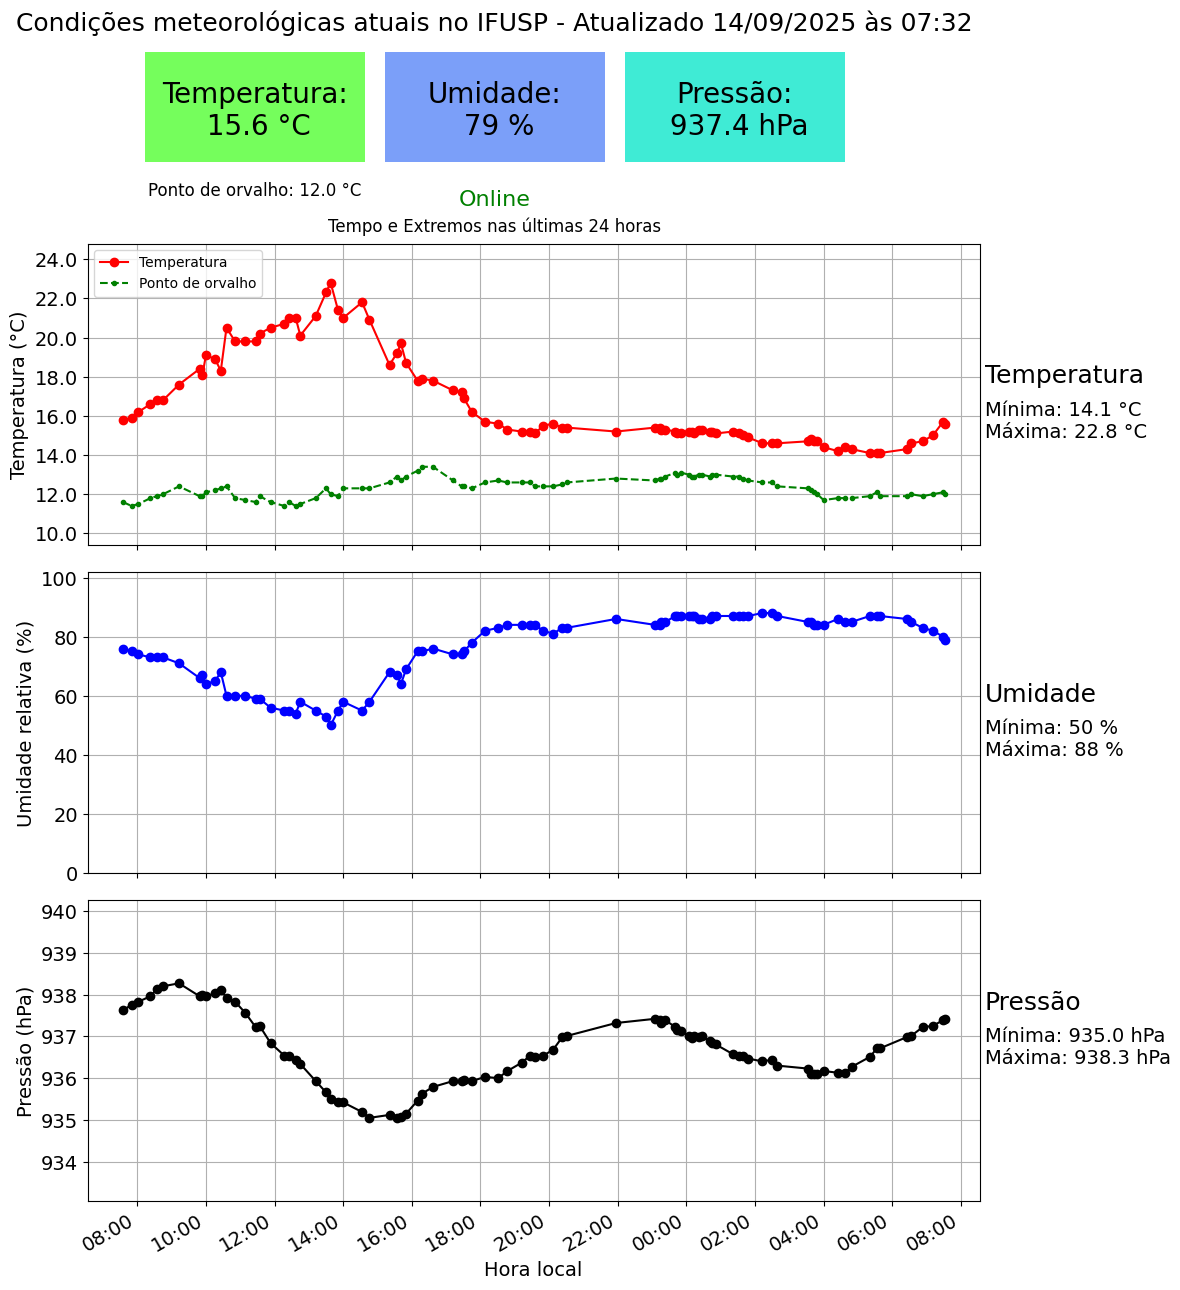 Condições meteorológicas atuais no IFUSP - Atualizado 14/09/2025 às 07:32
Temperatura:
15.6 °C
Umidade:
79 %
Pressão:
937.4 hPa
Ponto de orvalho: 12.0 °C
Online
Tempo e Extremos nas últimas 24 horas
Temperatura
Ponto de orvalho
Temperatura (°C)
24.0
22.0
20.0
18.0
16.0
14.0
12.0
10.0
Temperatura
Mínima: 14.1 °C
Máxima: 22.8 °C
Umidade relativa (%)
100
80
60
40
20
0
Umidade
Mínima: 50 %
Máxima: 88 %
Pressão (hPa)
940
939
938
937
936
935
934
Pressão
Mínima: 935.0 hPa
Máxima: 938.3 hPa
08:00 10:00 12:00 14:00 16:00 18:00 20:00 22:00 00:00 02:00 04:00 06:00 08:00
Hora local